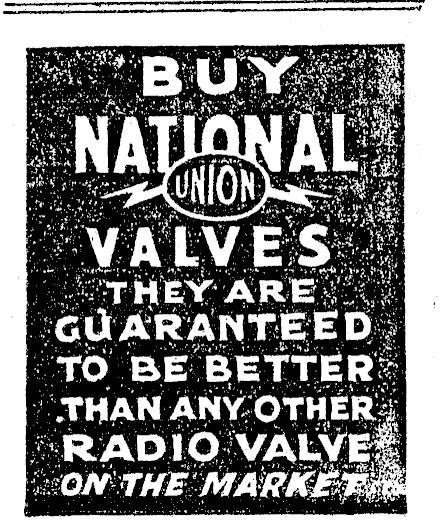 BUY
NATIONAL
UNION
VALVES
THEY ARE
GUARANTEED
TO BE BETTER
THAN ANY OTHER
RADIO VALVE
ON THE MARKET